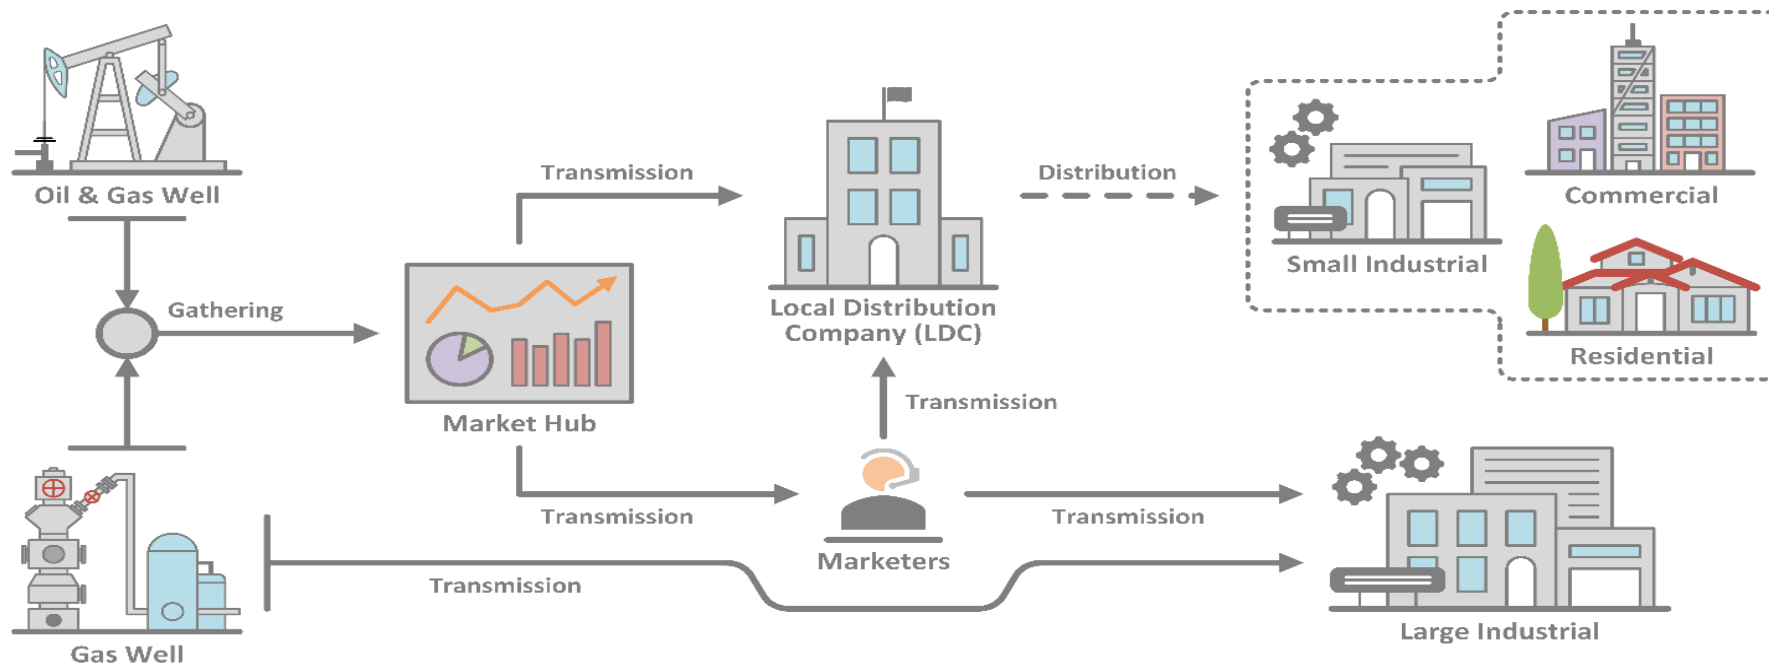 Oil & Gas Well
Gathering
Gas Well
Market Hub
Transmission
Transmission
Transmission
Local Distribution
Company (LDC)
Transmission
Marketers
Distribution
Transmission
Small Industrial
Commercial
Residential
Large Industrial